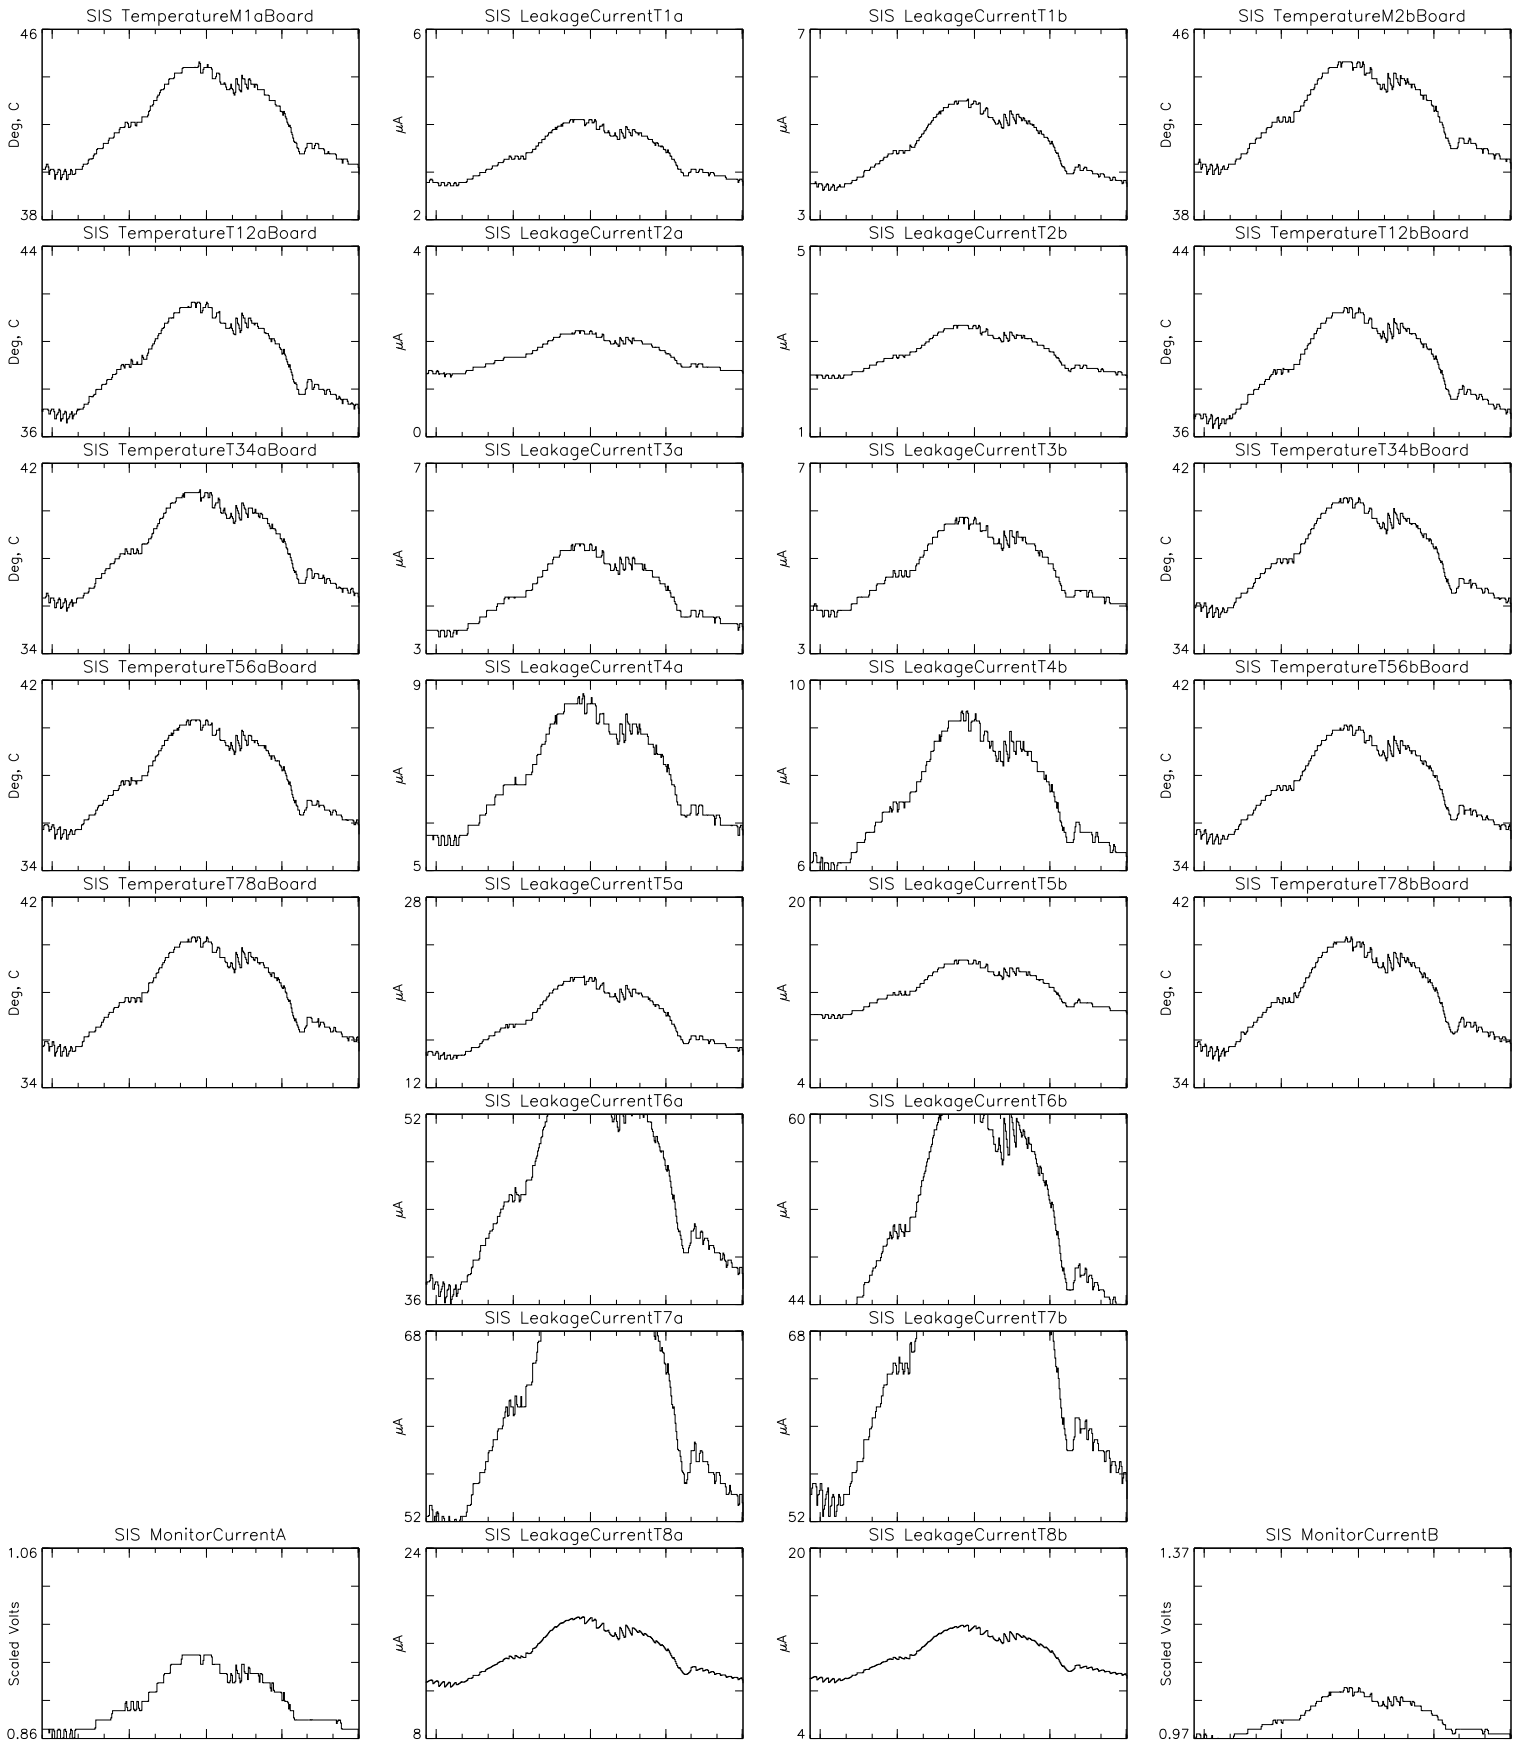 SIS TemperatureM1aBoard SIS LeakageCurrentT1a SIS LeakageCurrentT1b SIS TemperatureM2bBoard
46 6 7 46
Deg, C μA μA Deg, C
38 2 3 38
SIS TemperatureT12aBoard SIS LeakageCurrentT2a SIS LeakageCurrentT2b SIS TemperatureT12bBoard
44 4 5 44
Deg, C μA μA Deg, C
36 0 1 36
SIS TemperatureT34aBoard SIS LeakageCurrentT3a SIS LeakageCurrentT3b SIS TemperatureT34bBoard
42 7 7 42
Deg, C μA μA Deg, C
34 3 3 34
SIS TemperatureT56aBoard SIS LeakageCurrentT4a SIS LeakageCurrentT4b SIS TemperatureT56bBoard
42 9 10 42
Deg, C μA μA Deg, C
34 5 6 34
SIS TemperatureT78aBoard SIS LeakageCurrentT5a SIS LeakageCurrentT5b SIS TemperatureT78bBoard
42 28 20 42
Deg, C μA μA Deg, C
34 12 4 34
SIS LeakageCurrentT6a SIS LeakageCurrentT6b
52 60
μA μA
36 44
SIS LeakageCurrentT7a SIS LeakageCurrentT7b
68 68
μA μA
52 52
SIS MonitorCurrentA SIS LeakageCurrentT8a SIS LeakageCurrentT8b SIS MonitorCurrentB
1.06 24 20 1.37
Scaled Volts μA μA Scaled Volts
0.86 8 4 0.97